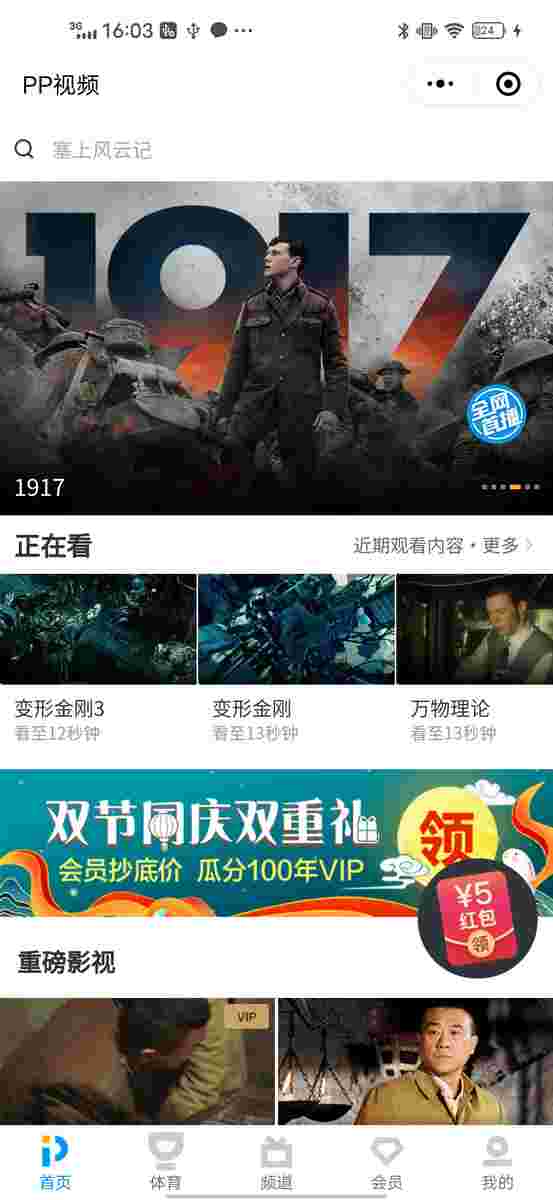 3G 16:03 24
PP视频
塞上风云记
1917
全网
首播
1917
正在看
近期观看内容·更多
变形金刚3
变形金刚
万物理论
看至12秒钟
看至13秒钟
看至13秒钟
双节同庆双重礼
领
会员抄底价 瓜分100年VIP
¥5
红包
领
重磅影视
VIP
首页
体育
频道
会员
我的